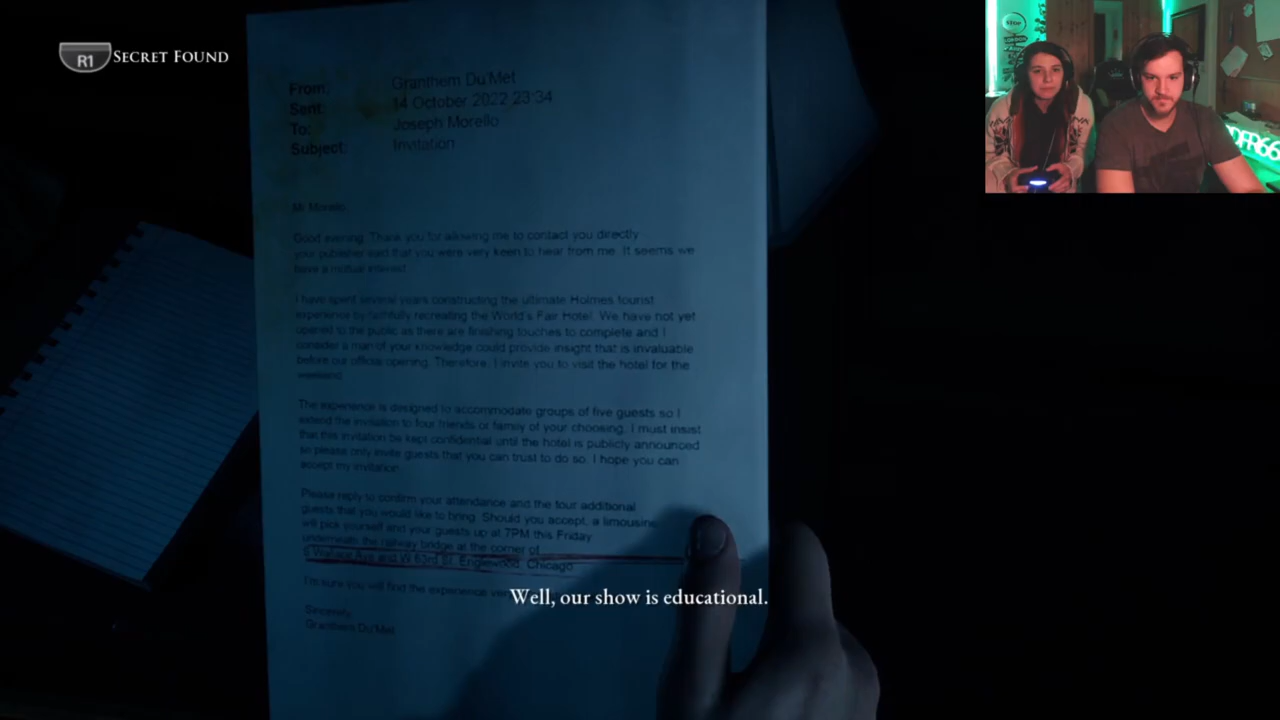 R1 SECRET FOUND
STOP
From: Granthem Du'Met
Sent: 14 October 2022 23:34
To: Joseph Morello
Subject: Invitation
Mr Morello,
Good evening. Thank you for allowing me to contact you directly
your publisher said that you were very keen to hear from me. It seems we
have a mutual interest.
I have spent several years constructing the ultimate Holmes tourist
experience by faithfully recreating the World's Fair Hotel. We have not yet
opened to the public as there are finishing touches to complete and I
consider a man of your knowledge could provide insight that is invaluable
before our official opening. Therefore, I invite you to visit the hotel for the
weekend.
The experience is designed to accommodate groups of five guests so I
extend the invitation to four friends or family of your choosing. I must insist
that this invitation be kept confidential until the hotel is publicly announced
so please only invite guests that you can trust to do so. I hope you can
accept my invitation.
Please reply to confirm your attendance and the four additional
guests that you would like to bring. Should you accept, a limousine
will pick yourself and your guests up at 7PM this Friday
underneath the railway bridge at the corner of
S Wallace Ave and W 63rd St, Englewood, Chicago
I'm sure you will find the experience
Sincerely
Granthem Du'Met
Well, our show is educational.
DFR66